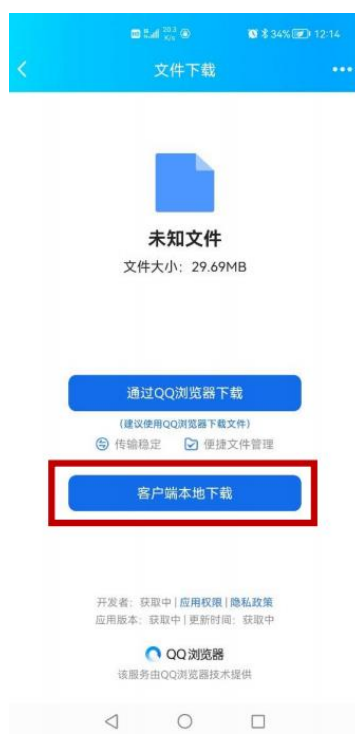 34% 12:14
文件下载
未知文件
文件大小：29.69MB
通过QQ浏览器下载
(建议使用QQ浏览器下载文件)
传输稳定 便捷文件管理
客户端本地下载
开发者：获取中 | 应用权限 | 隐私政策
应用版本：获取中 | 更新时间：获取中
QQ浏览器
该服务由QQ浏览器技术提供